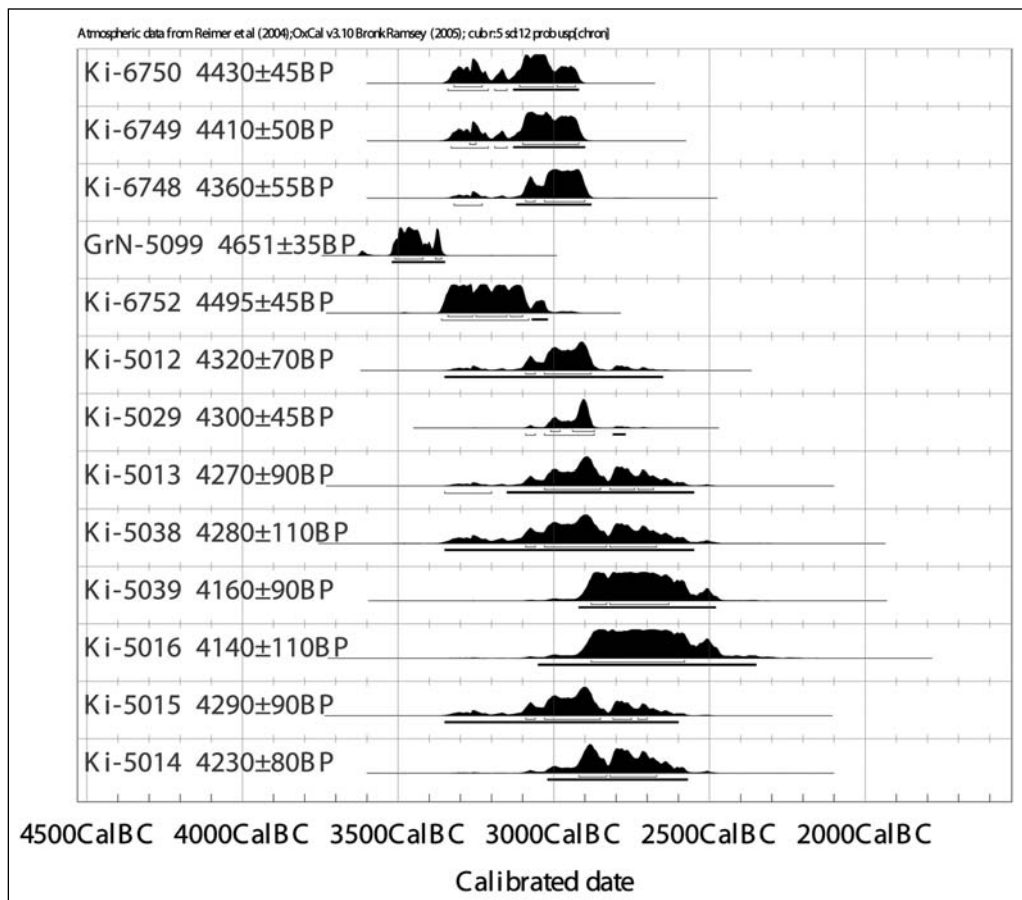 Atmospheric data from Reimer et al (2004);OxCal v3.10 Bronk Ramsey (2005); cub r:5 sd:12 prob usp[chron]
Ki-6750 4430±45BP
Ki-6749 4410±50BP
Ki-6748 4360±55BP
GrN-5099 4651±35BP
Ki-6752 4495±45BP
Ki-5012 4320±70BP
Ki-5029 4300±45BP
Ki-5013 4270±90BP
Ki-5038 4280±110BP
Ki-5039 4160±90BP
Ki-5016 4140±110BP
Ki-5015 4290±90BP
Ki-5014 4230±80BP
4500CalBC 4000CalBC 3500CalBC 3000CalBC 2500CalBC 2000CalBC
Calibrated date